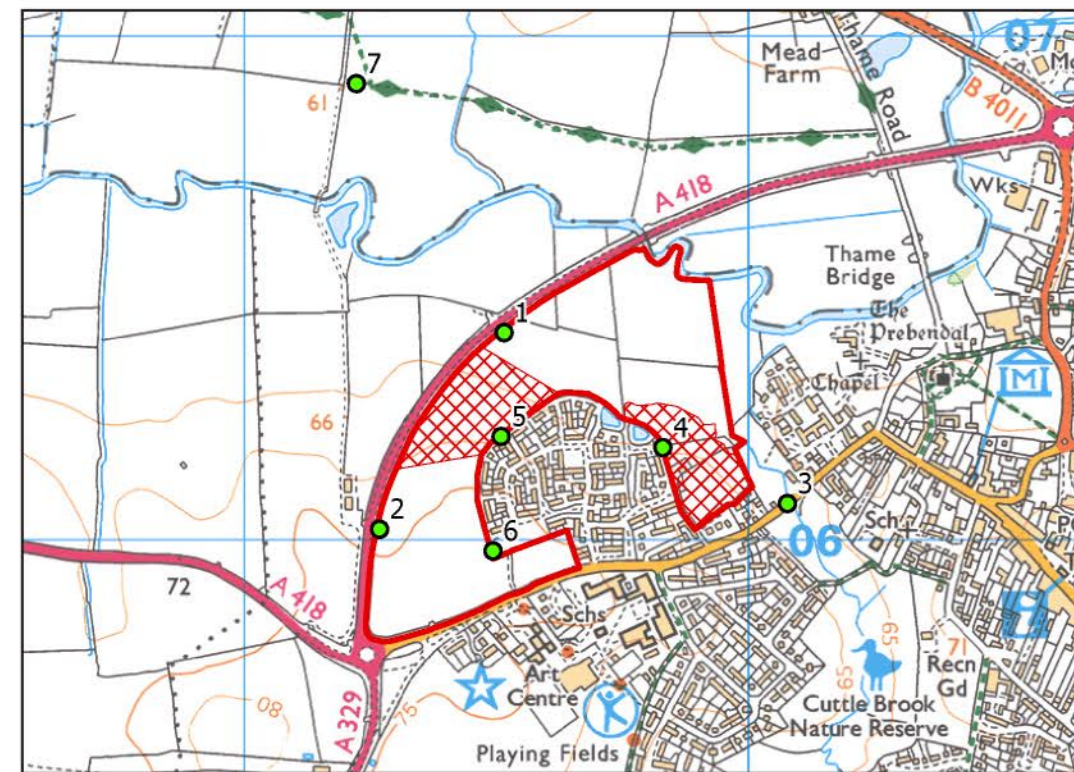 07
7
61
Mead
Farm
Thame Road
B 4011
A 418
Wks
Thame
Bridge
The
Prebendal
1
M
Chapel
66
5
4
3
2
06
Sch
6
72
A 418
Schs
59
65
71
Recn
Gd
i
Art
Centre
Cuttle Brook
Nature Reserve
80
75
A 329
Playing Fields